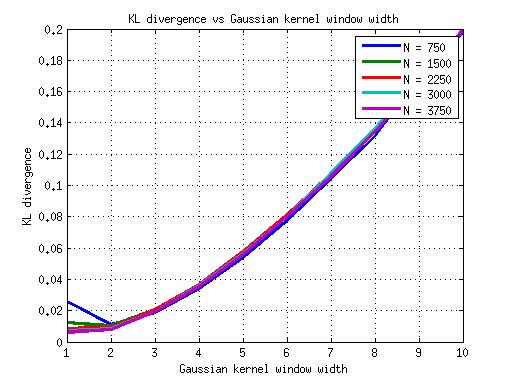 KL divergence vs Gaussian kernel window width
0.2
0.18
0.16
0.14
0.12
0.1
0.08
0.06
0.04
0.02
0
KL divergence
N = 750
N = 1500
N = 2250
N = 3000
N = 3750
1 2 3 4 5 6 7 8 9 10
Gaussian kernel window width